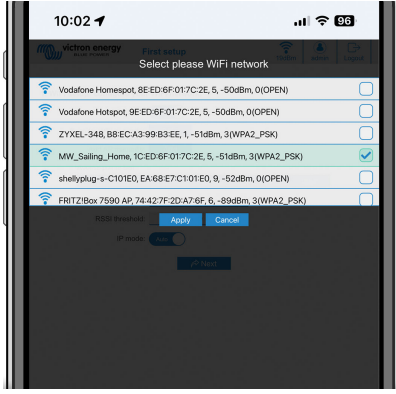 10:02
96
victron energy
BLUE POWER
First setup
admin
Logout
Select please WiFi network
Vodafone Homespot, 8E:ED:6F:01:7C:2E, 5, -50dBm, 0(OPEN)
Vodafone Hotspot, 9E:ED:6F:01:7C:2E, 5, -50dBm, 0(OPEN)
ZYXEL-348, B8:EC:A3:99:B3:EE, 1, -51dBm, 3(WPA2_PSK)
MW_Sailing_Home, 1C:ED:6F:01:7C:2E, 5, -51dBm, 3(WPA2_PSK)
shellyplug-s-C101E0, EA:68:E7:C1:01:E0, 9, -52dBm, 0(OPEN)
FRITZ!Box 7590 AP, 74:42:7F:2D:A7:6F, 6, -89dBm, 3(WPA2_PSK)
RSSI threshold:
Apply
Cancel
IP mode:
Auto
Next